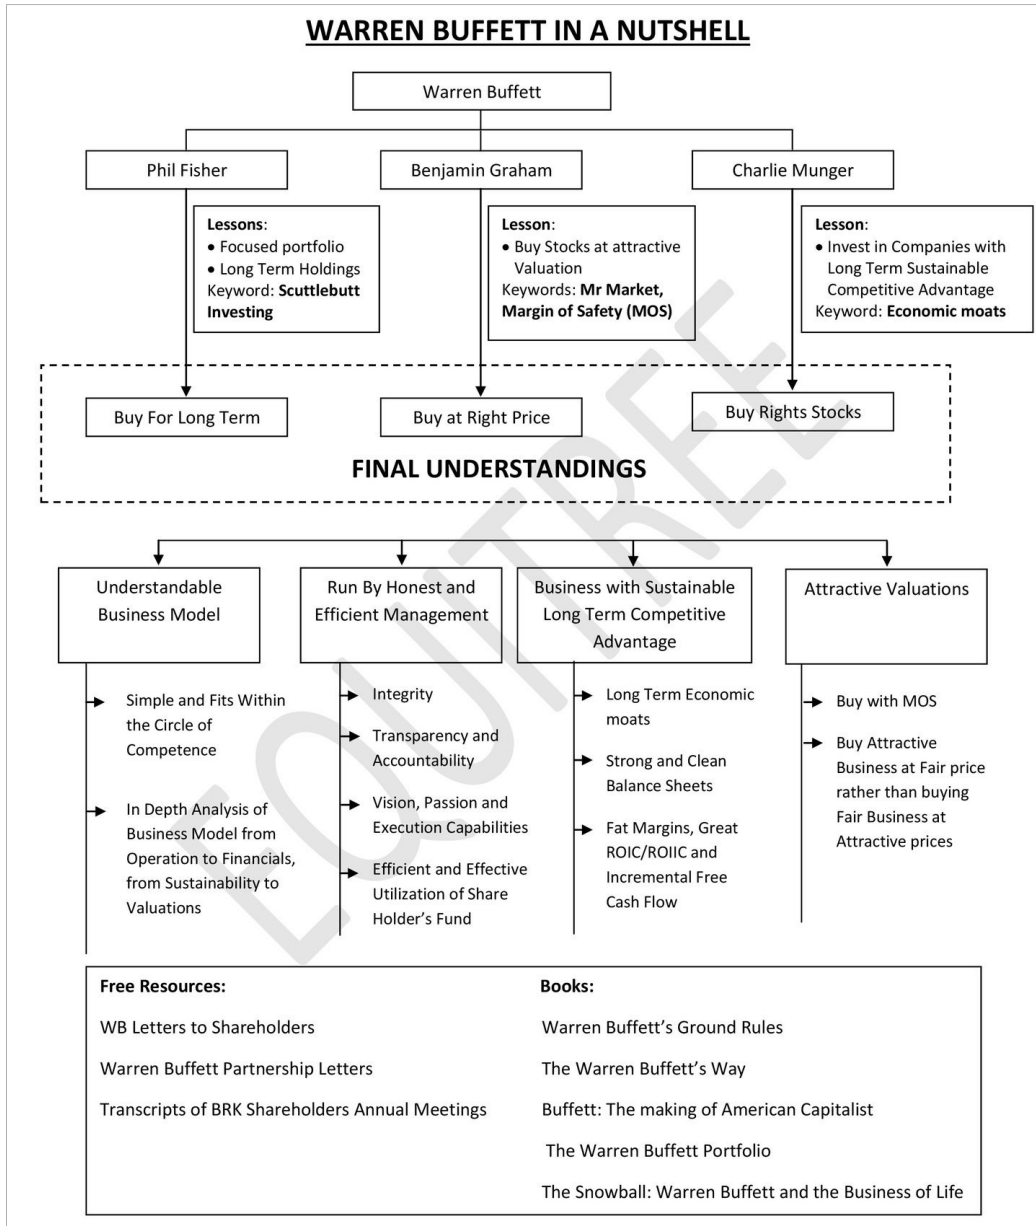 WARREN BUFFETT IN A NUTSHELL
Warren Buffett
Phil Fisher
Benjamin Graham
Charlie Munger
Lessons:
• Focused portfolio
• Long Term Holdings
Keyword: Scuttlebutt
Investing
Lesson:
• Buy Stocks at attractive
Valuation
Keywords: Mr Market,
Margin of Safety (MOS)
Lesson:
• Invest in Companies with
Long Term Sustainable
Competitive Advantage
Keyword: Economic moats
Buy For Long Term
Buy at Right Price
Buy Rights Stocks
FINAL UNDERSTANDINGS
Understandable
Business Model
Simple and Fits Within
the Circle of
Competence
In Depth Analysis of
Business Model from
Operation to Financials,
from Sustainability to
Valuations
Run By Honest and
Efficient Management
Integrity
Transparency and
Accountability
Vision, Passion and
Execution Capabilities
Efficient and Effective
Utilization of Share
Holder's Fund
Business with Sustainable
Long Term Competitive
Advantage
Long Term Economic
moats
Strong and Clean
Balance Sheets
Fat Margins, Great
ROIC/ROIIC and
Incremental Free
Cash Flow
Attractive Valuations
Buy with MOS
Buy Attractive
Business at Fair price
rather than buying
Fair Business at
Attractive prices
EQUITREE
Free Resources:
WB Letters to Shareholders
Warren Buffett Partnership Letters
Transcripts of BRK Shareholders Annual Meetings
Books:
Warren Buffett's Ground Rules
The Warren Buffett's Way
Buffett: The making of American Capitalist
The Warren Buffett Portfolio
The Snowball: Warren Buffett and the Business of Life